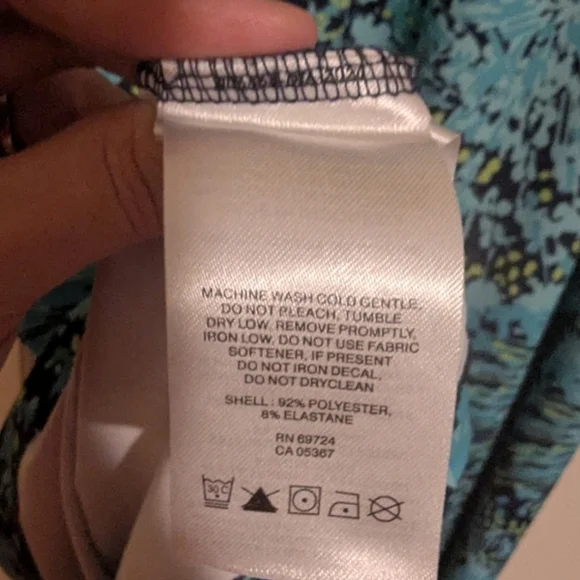 MACHINE WASH COLD GENTLE,
DO NOT BLEACH, TUMBLE
DRY LOW, REMOVE PROMPTLY,
IRON LOW, DO NOT USE FABRIC
SOFTENER, IF PRESENT
DO NOT IRON DECAL,
DO NOT DRYCLEAN
SHELL : 92% POLYESTER,
8% ELASTANE
RN 69724
CA 05367
30 C